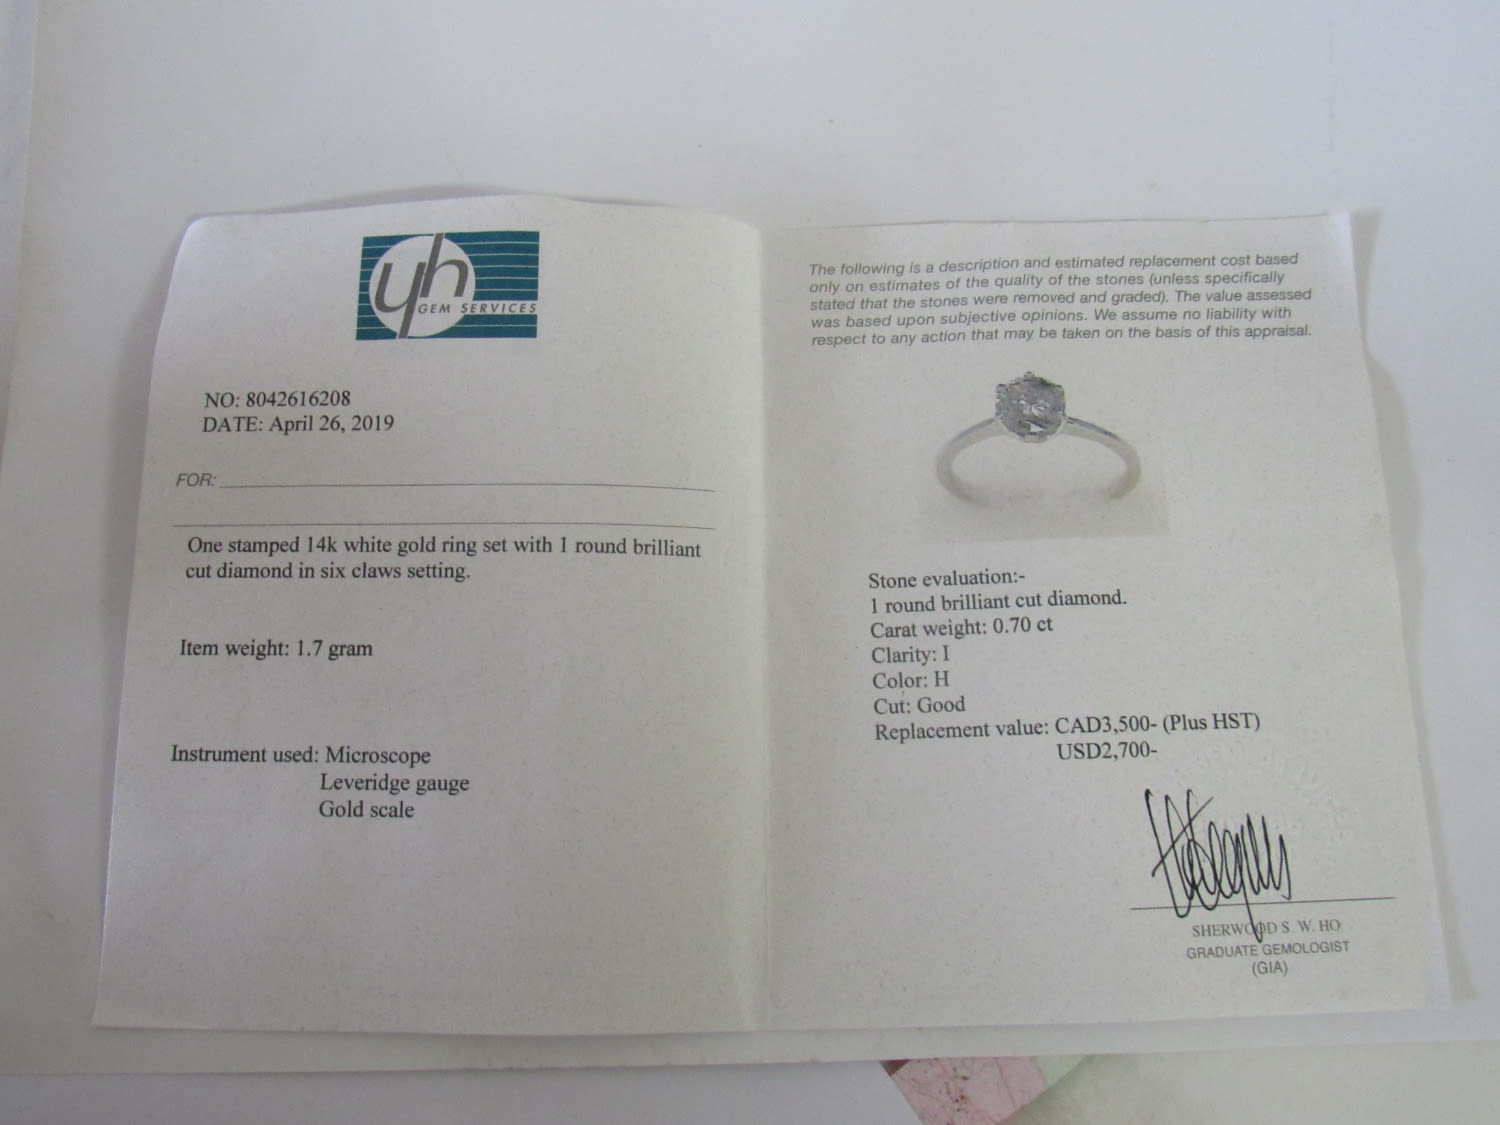 yh
GEM SERVICES
NO: 8042616208
DATE: April 26, 2019
FOR:
One stamped 14k white gold ring set with 1 round brilliant
cut diamond in six claws setting.
Item weight: 1.7 gram
Instrument used: Microscope
Leveridge gauge
Gold scale
The following is a description and estimated replacement cost based
only on estimates of the quality of the stones (unless specifically
stated that the stones were removed and graded). The value assessed
was based upon subjective opinions. We assume no liability with
respect to any action that may be taken on the basis of this appraisal.
Stone evaluation:-
1 round brilliant cut diamond.
Carat weight: 0.70 ct
Clarity: I
Color: H
Cut: Good
Replacement value: CAD3,500- (Plus HST)
USD2,700-
SHERWOOD S. W. HO
GRADUATE GEMOLOGIST
(GIA)